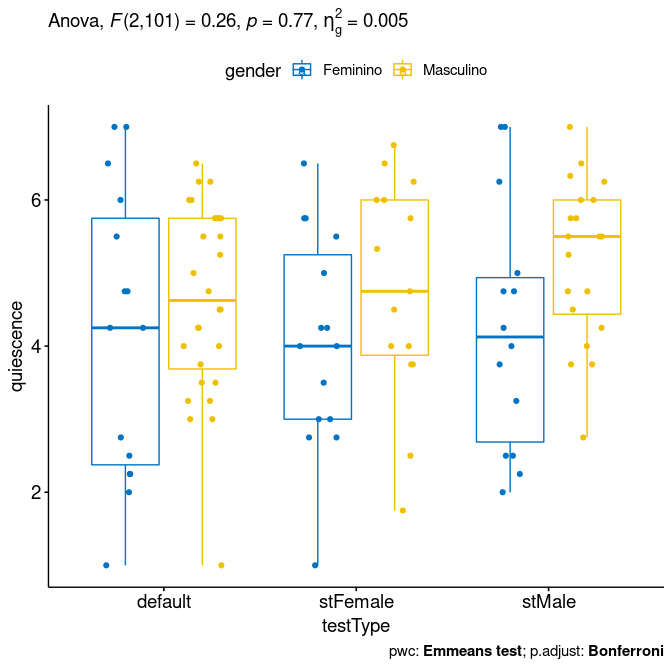 Anova, F(2,101) = 0.26, p = 0.77, η²g = 0.005
gender Feminino Masculino
6
4
2
quiescence
default stFemale stMale
testType
pwc: Emmeans test; p.adjust: Bonferroni